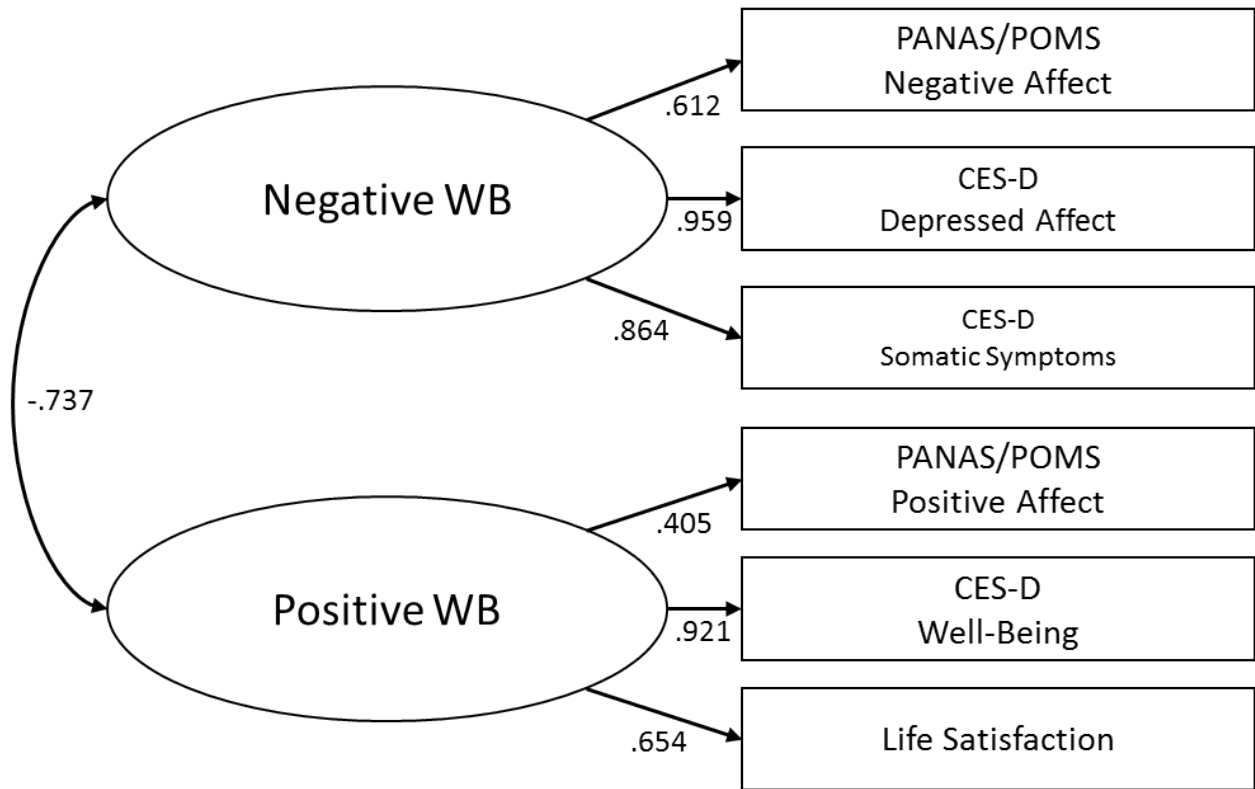 PANAS/POMS
Negative Affect
.612
Negative WB
CES-D
Depressed Affect
.959
CES-D
Somatic Symptoms
.864
-.737
PANAS/POMS
Positive Affect
.405
Positive WB
CES-D
Well-Being
.921
Life Satisfaction
.654